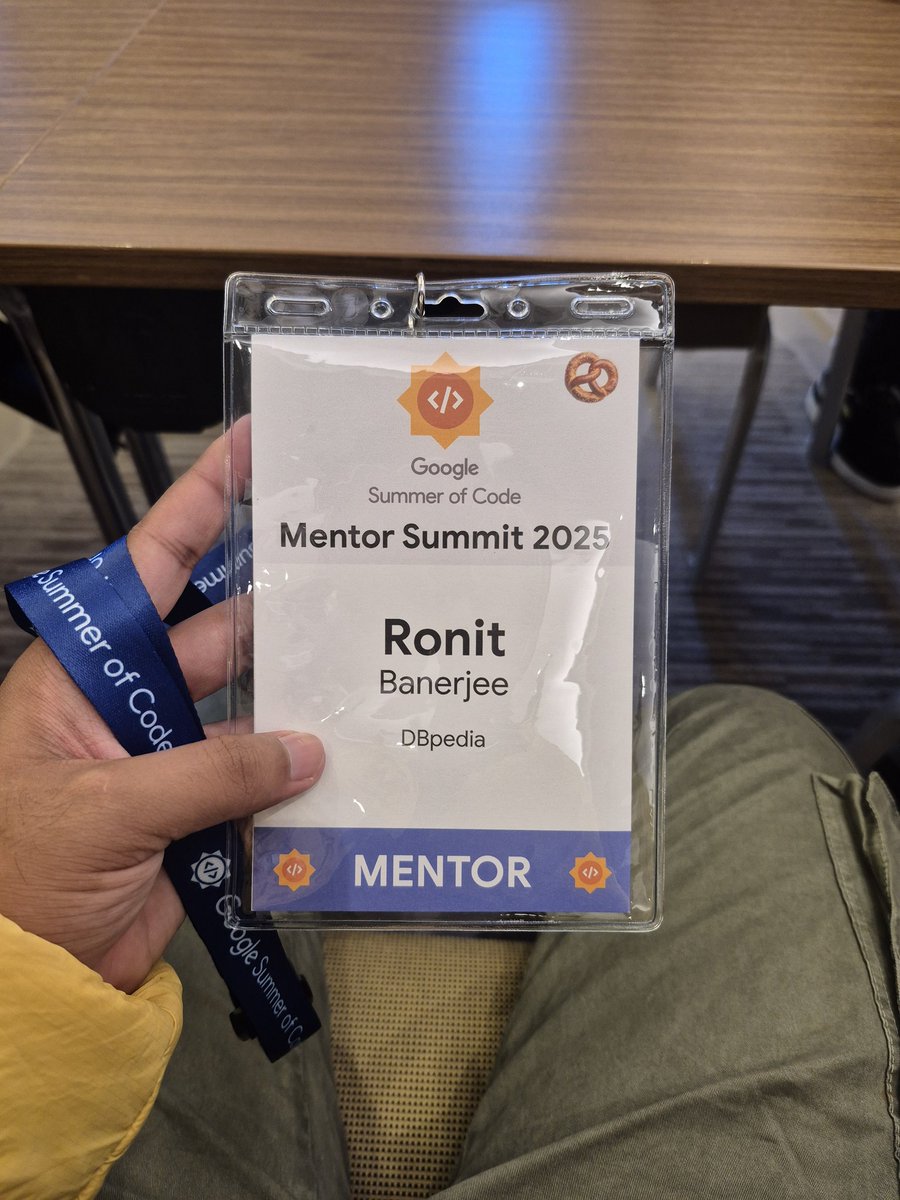 </>
Google
Summer of Code
Mentor Summit 2025
Ronit
Banerjee
DBpedia
</> MENTOR </>
Summer of Code
Google Summer of Co